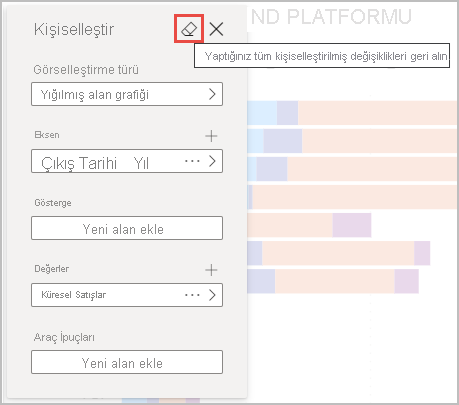 Kişiselleştir
ND PLATFORMU
Yaptığınız tüm kişiselleştirilmiş değişiklikleri geri alın
Görselleştirme türü
Yığılmış alan grafiği
Eksen
Çıkış Tarihi Yıl
Gösterge
Yeni alan ekle
Değerler
Küresel Satışlar
Araç İpuçları
Yeni alan ekle